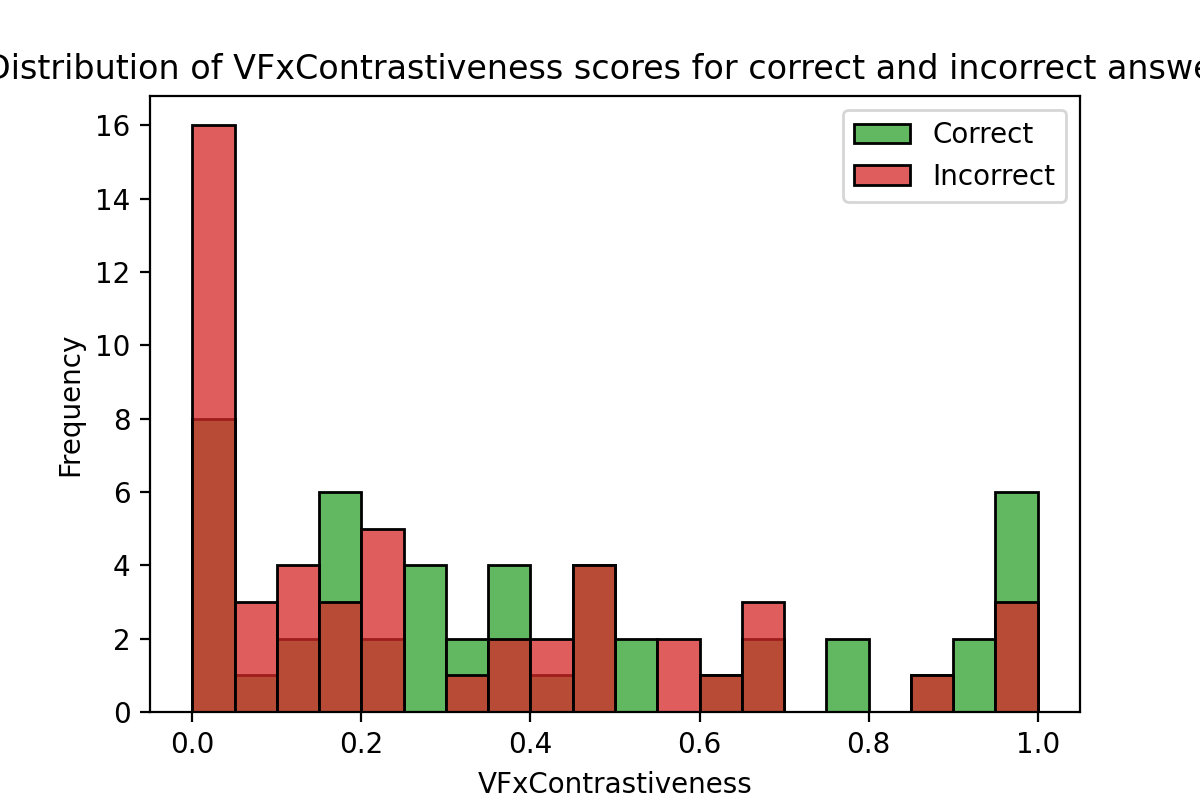 Distribution of VFxContrastiveness scores for correct and incorrect answe
Correct
Incorrect
16
14
12
10
8
6
4
2
0
Frequency
0.0 0.2 0.4 0.6 0.8 1.0
VFxContrastiveness